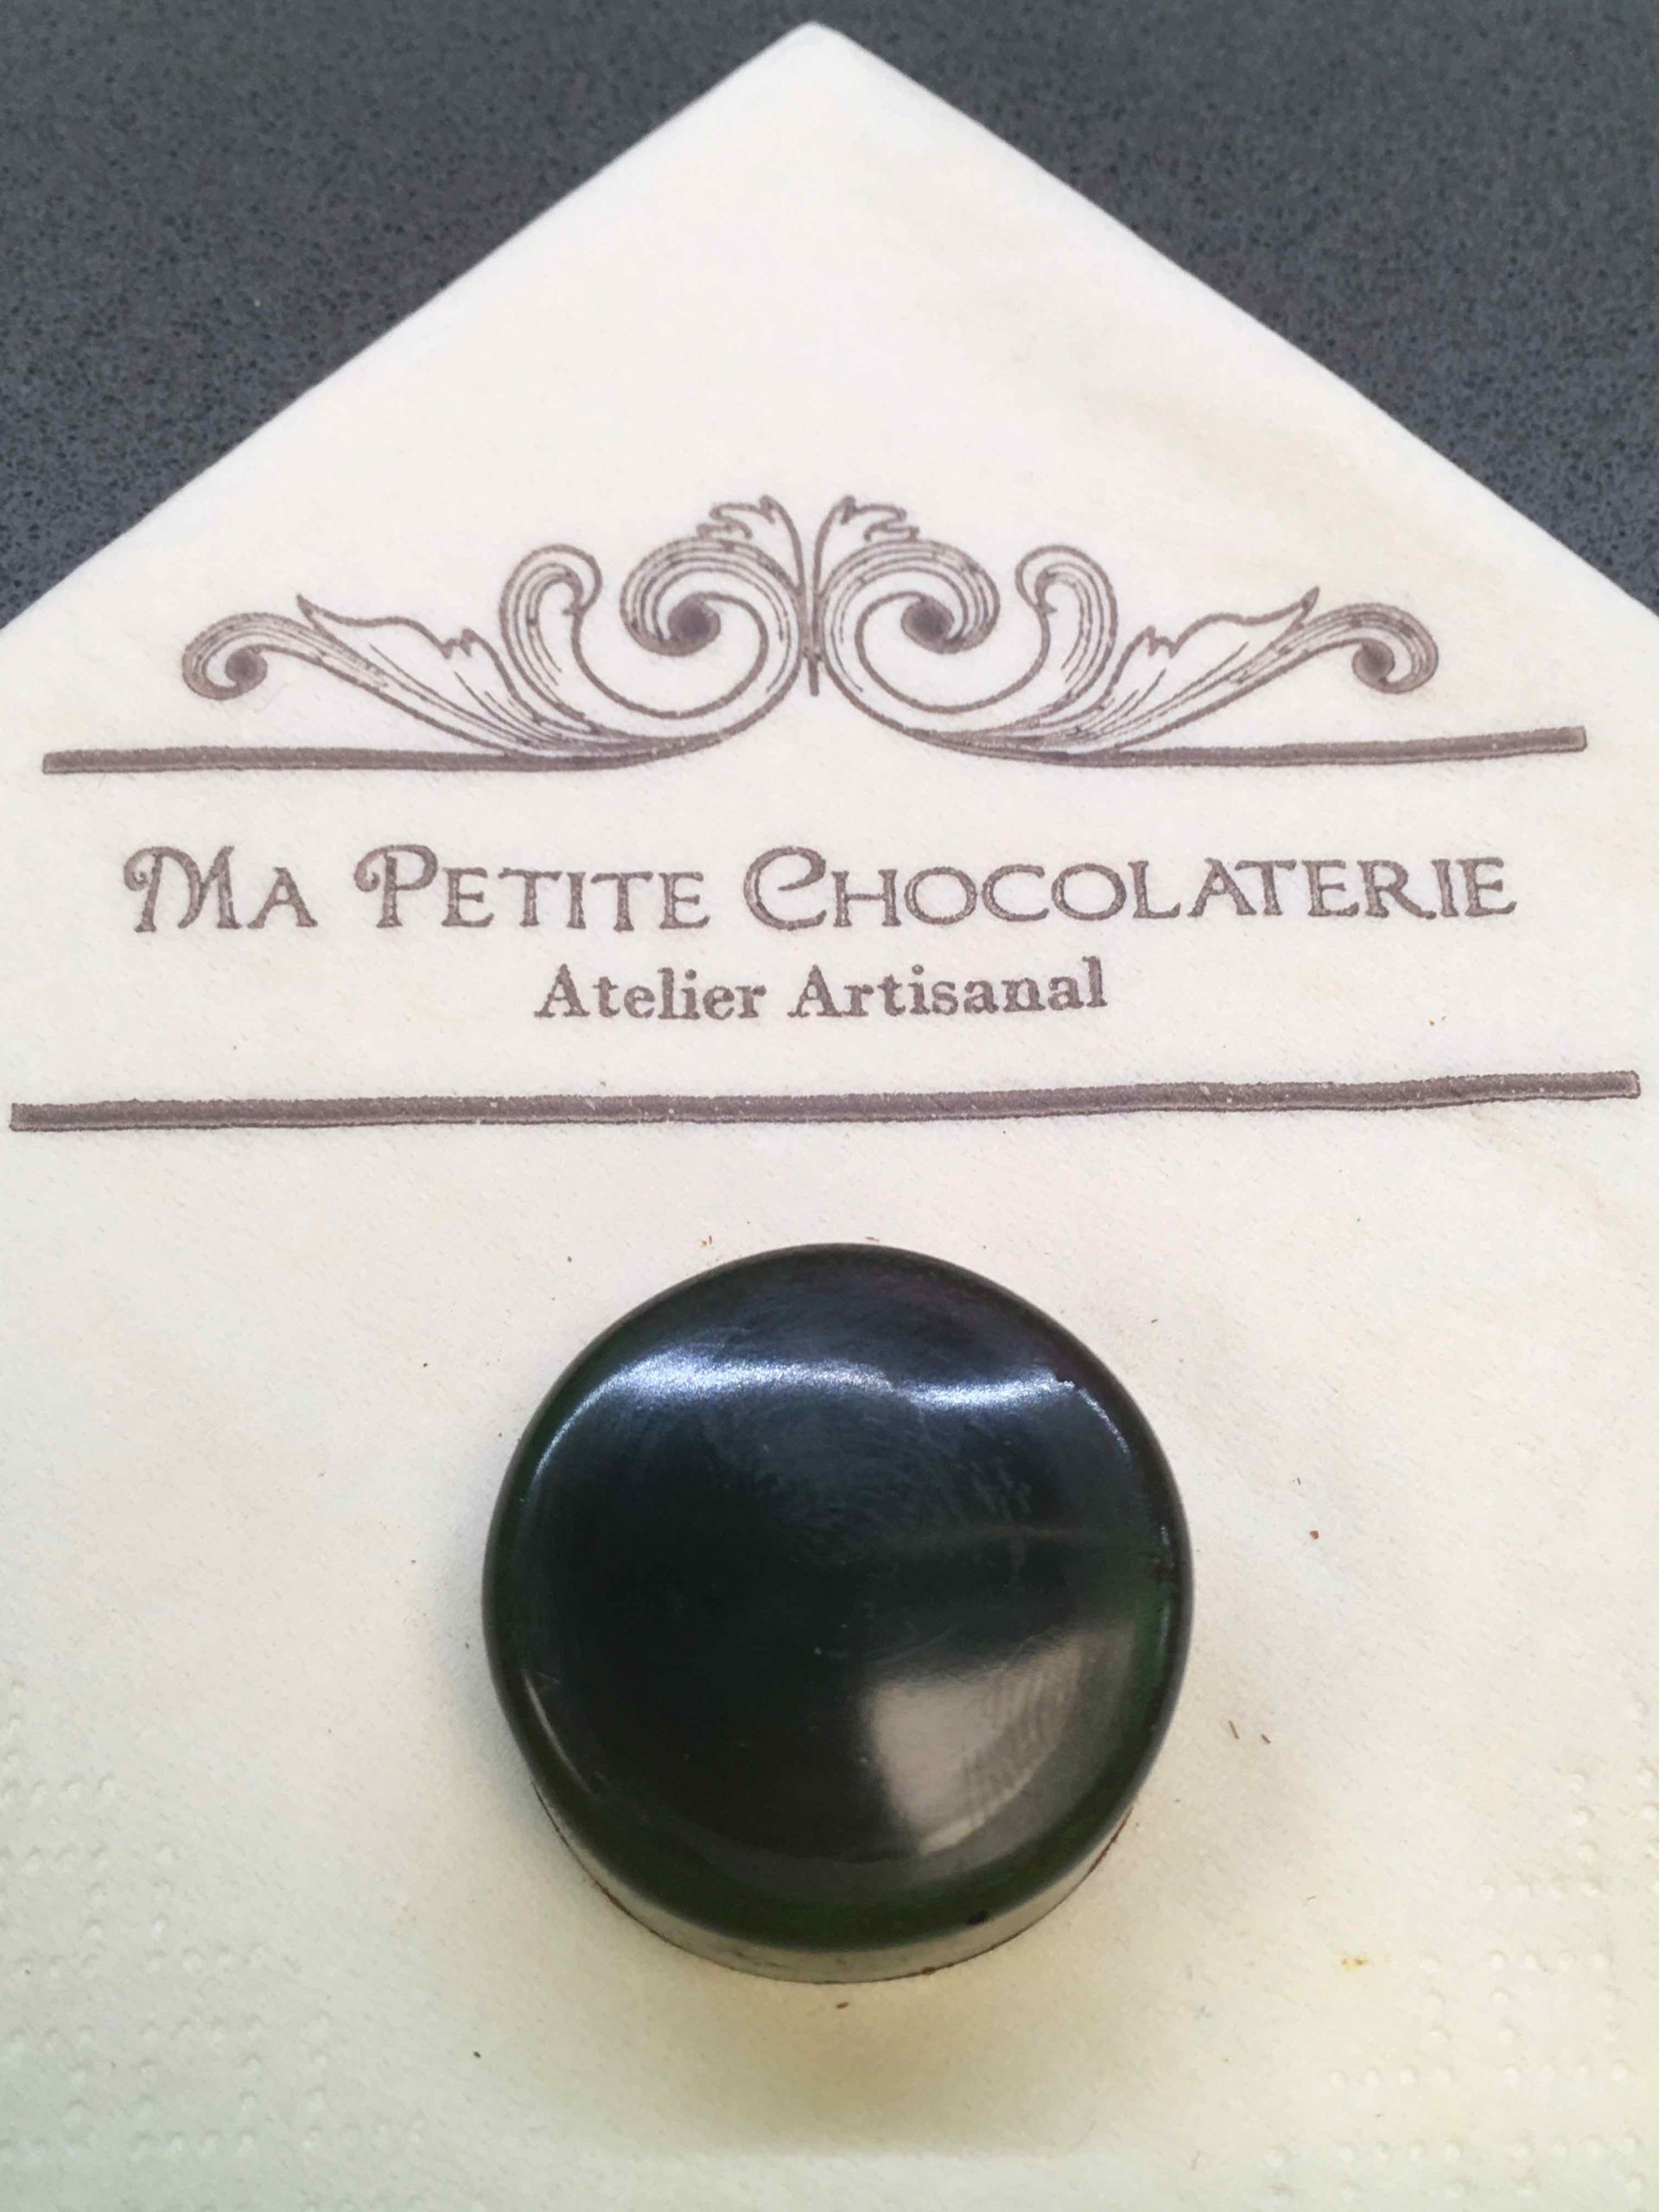 MA PETITE CHOCOLATERIE
Atelier Artisanal